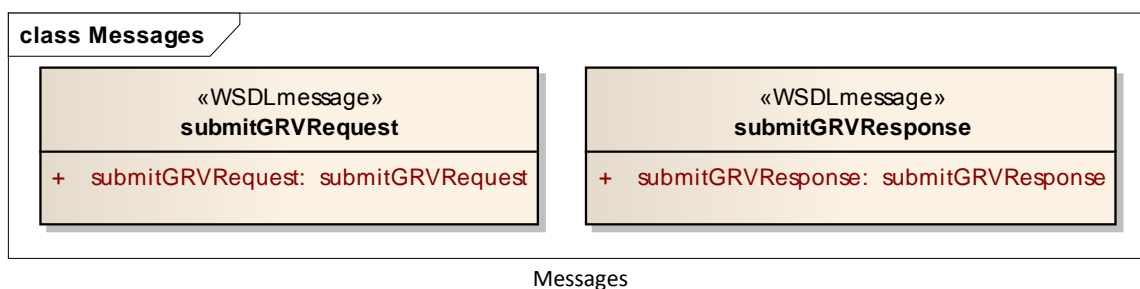 class Messages
«WSDLmessage»
submitGRVRequest
+ submitGRVRequest: submitGRVRequest
«WSDLmessage»
submitGRVResponse
+ submitGRVResponse: submitGRVResponse
Messages